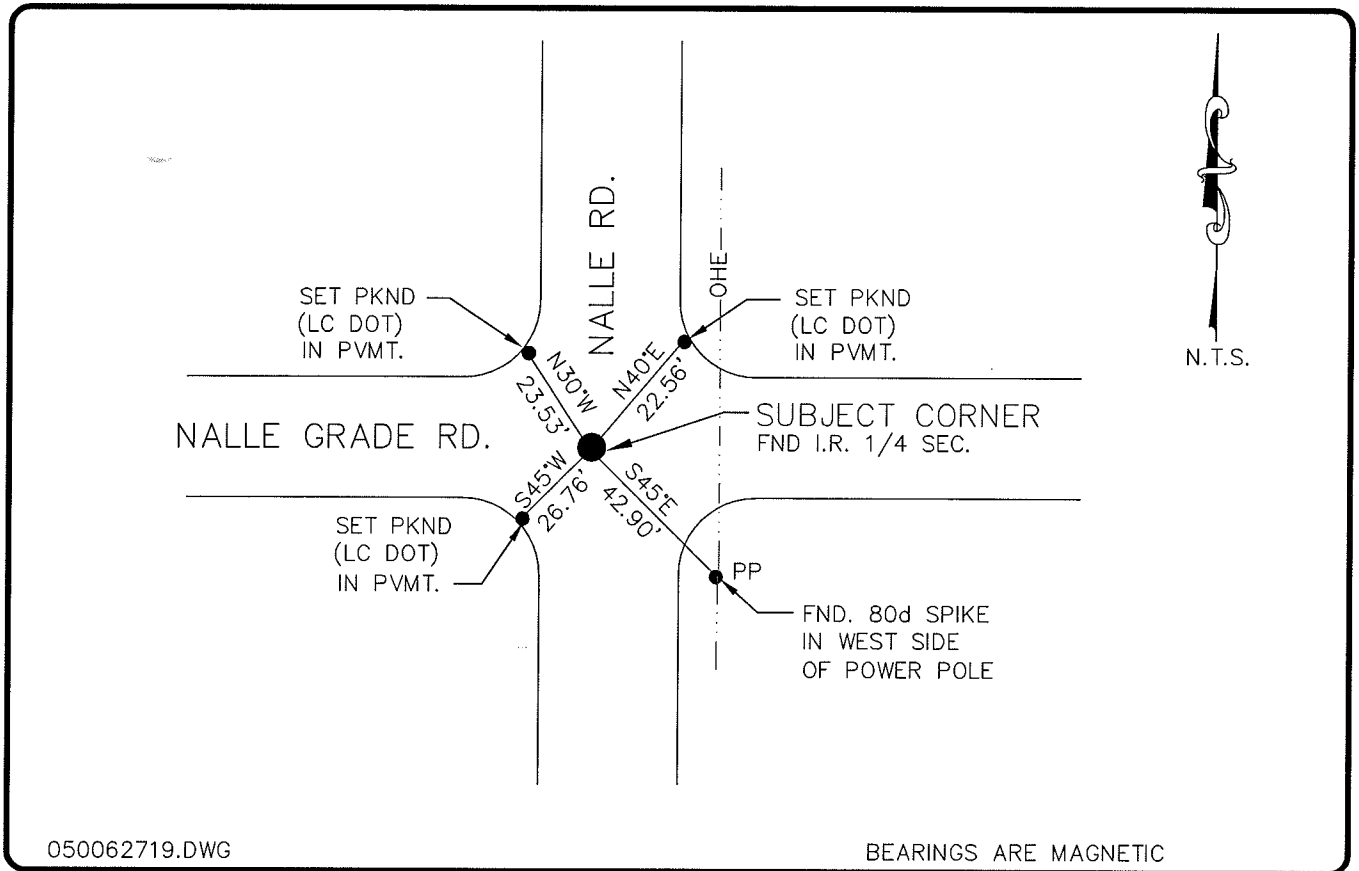 NALLE RD.
OHE
SET PKND
(LC DOT)
IN PVMT.
SET PKND
(LC DOT)
IN PVMT.
N.T.S.
N30°W
23.53'
N40°E
22.56'
NALLE GRADE RD.
SUBJECT CORNER
FND I.R. 1/4 SEC.
S45°W
26.76'
S45°E
42.90'
SET PKND
(LC DOT)
IN PVMT.
PP
FND. 80d SPIKE
IN WEST SIDE
OF POWER POLE
050062719.DWG
BEARINGS ARE MAGNETIC